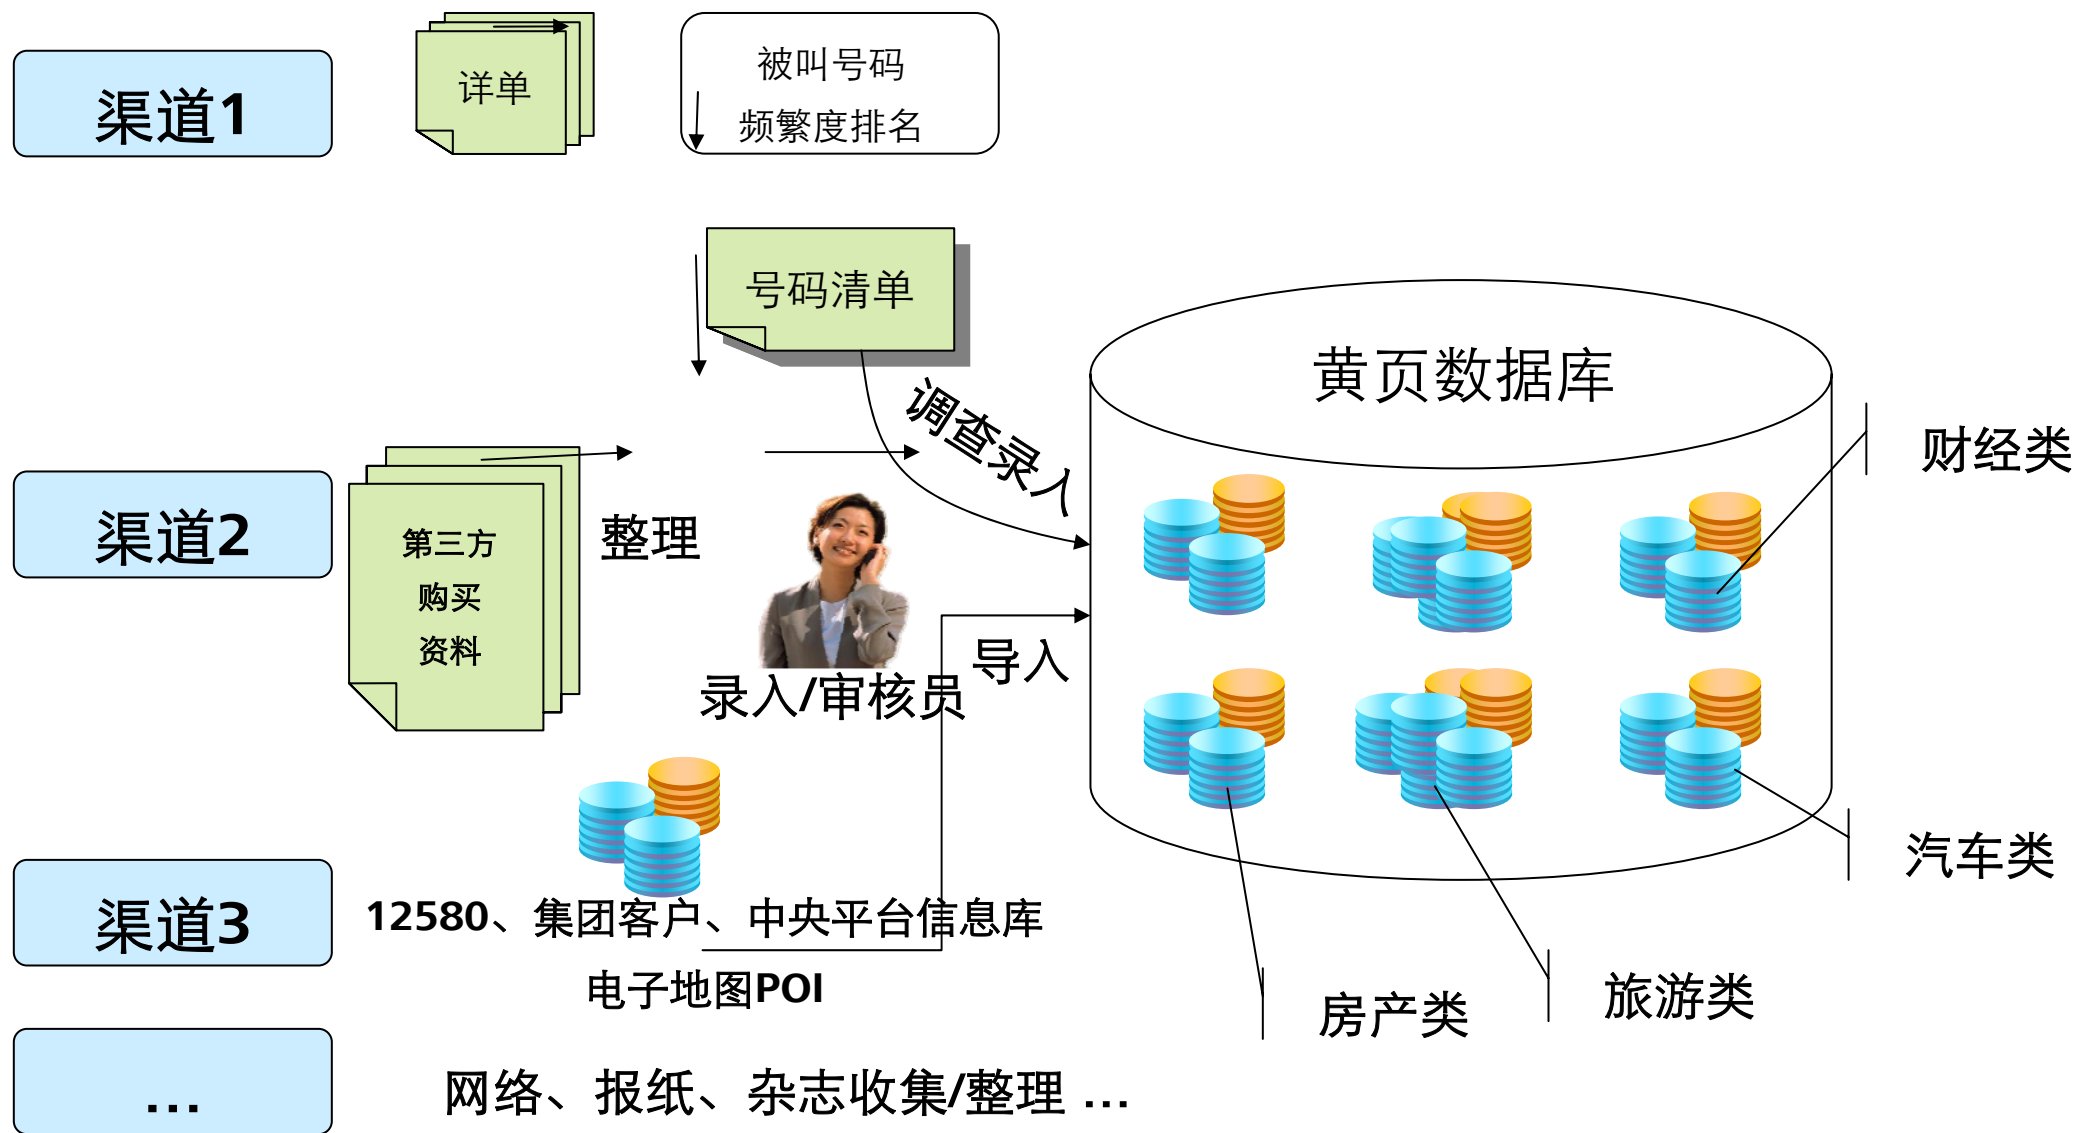 渠道1
详单
被叫号码
频繁度排名
号码清单
调查录入
黄页数据库
财经类
渠道2
第三方
购买
资料
整理
录入/审核员
导入
汽车类
渠道3
12580、集团客户、中央平台信息库
电子地图POI
房产类
旅游类
...
网络、报纸、杂志收集/整理 ...